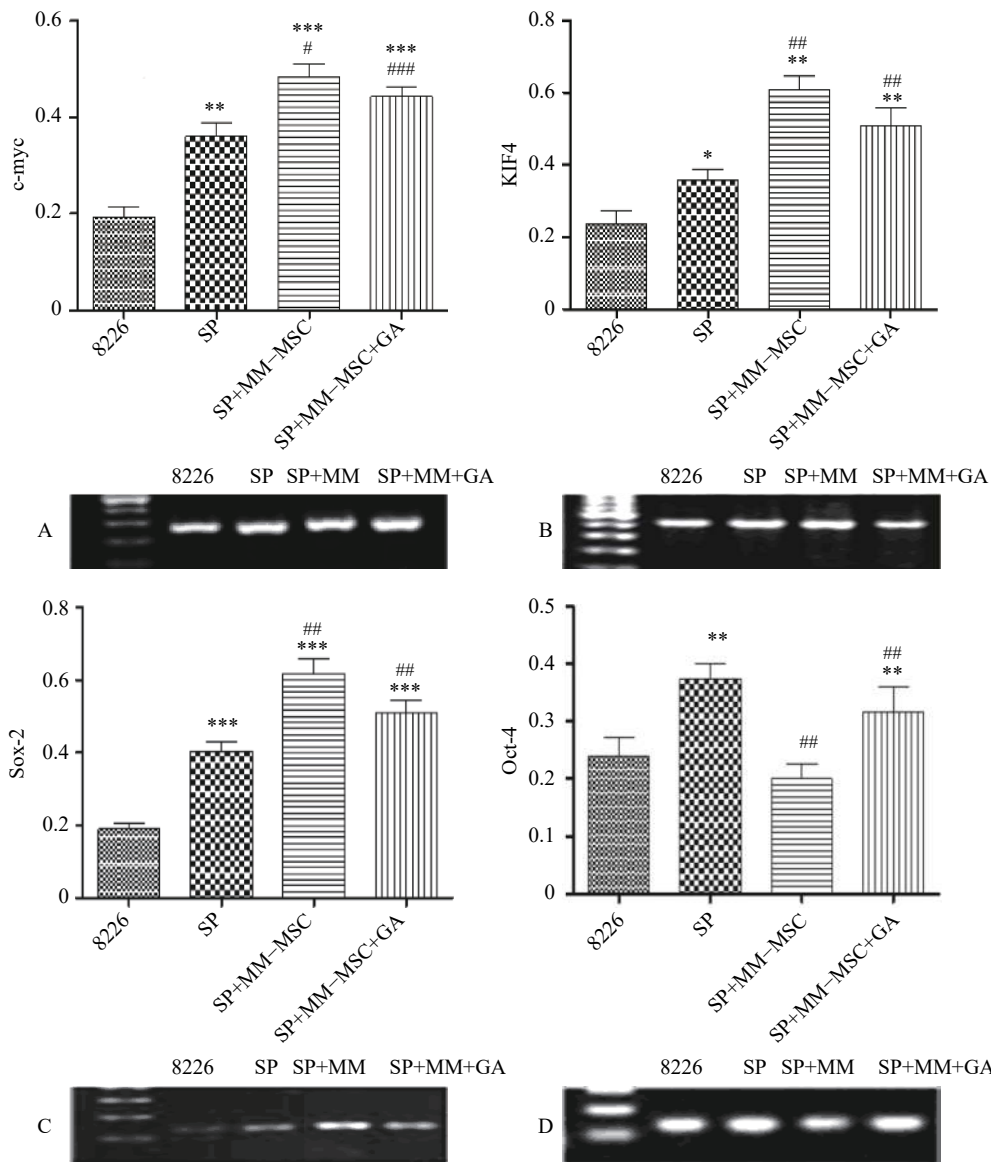 0.6
0.4
0.2
0
c-myc
**
***
#
***
###
8226
SP
SP+MM−MSC
SP+MM−MSC+GA
8226 SP SP+MM SP+MM+GA
A
0.8
0.6
0.4
0.2
0
KIF4
*
##
**
##
**
8226
SP
SP+MM−MSC
SP+MM−MSC+GA
8226 SP SP+MM SP+MM+GA
B
0.8
0.6
0.4
0.2
0
Sox-2
***
##
***
##
***
8226
SP
SP+MM−MSC
SP+MM−MSC+GA
8226 SP SP+MM SP+MM+GA
C
0.5
0.4
0.3
0.2
0.1
0
Oct-4
**
##
##
**
8226
SP
SP+MM−MSC
SP+MM−MSC+GA
8226 SP SP+MM SP+MM+GA
D